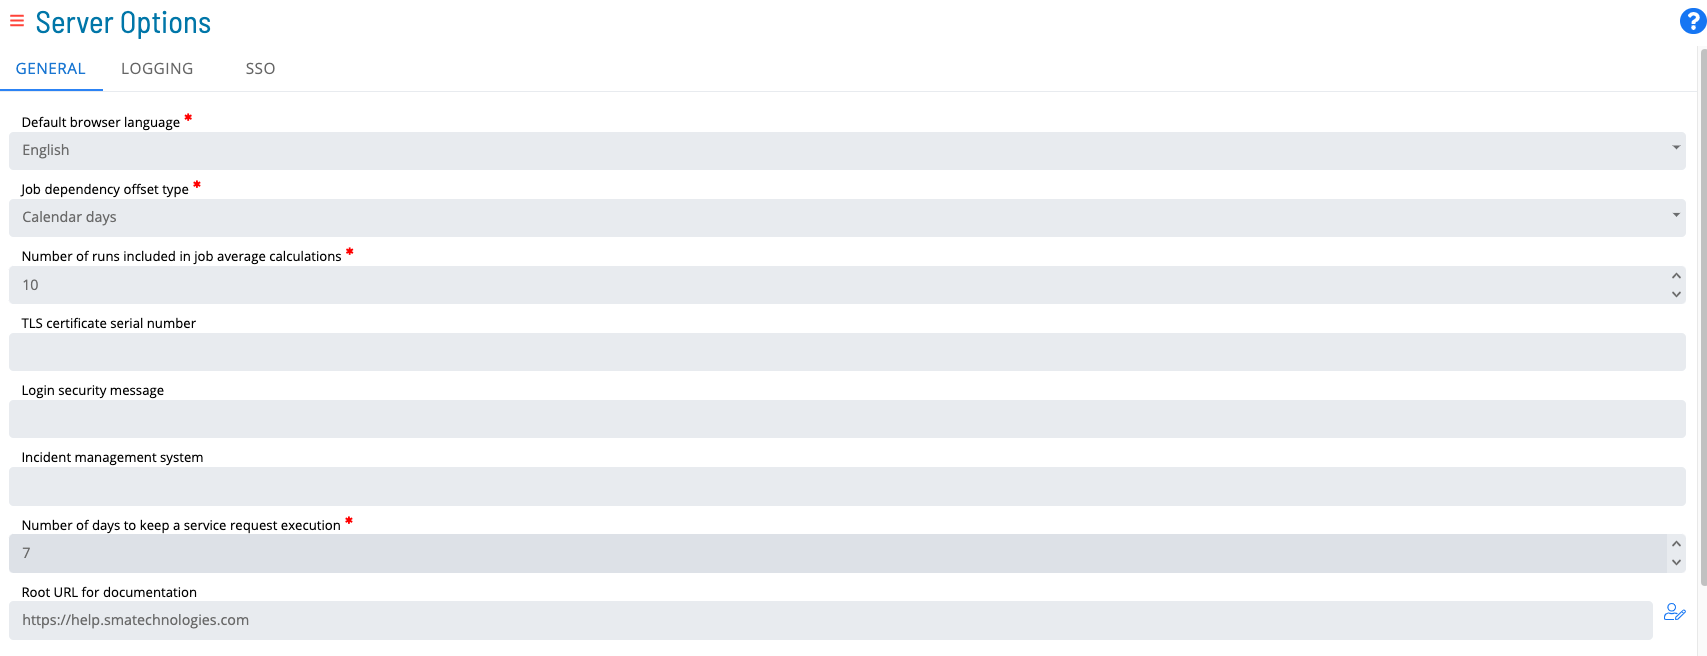 Server Options
?
GENERAL LOGGING SSO
Default browser language *
English
Job dependency offset type *
Calendar days
Number of runs included in job average calculations *
10
TLS certificate serial number
Login security message
Incident management system
Number of days to keep a service request execution *
7
Root URL for documentation
https://help.smatechnologies.com